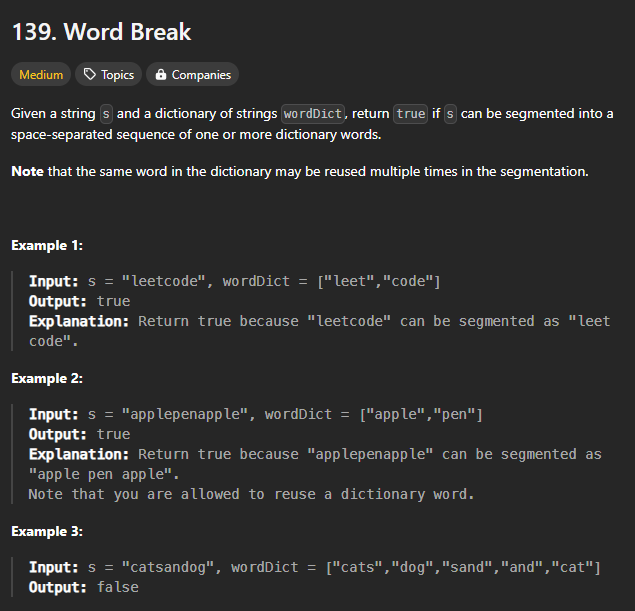 139. Word Break
Medium Topics Companies
Given a string s and a dictionary of strings wordDict, return true if s can be segmented into a
space-separated sequence of one or more dictionary words.
Note that the same word in the dictionary may be reused multiple times in the segmentation.
Example 1:
Input: s = "leetcode", wordDict = ["leet","code"]
Output: true
Explanation: Return true because "leetcode" can be segmented as "leet
code".
Example 2:
Input: s = "applepenapple", wordDict = ["apple","pen"]
Output: true
Explanation: Return true because "applepenapple" can be segmented as
"apple pen apple".
Note that you are allowed to reuse a dictionary word.
Example 3:
Input: s = "catsandog", wordDict = ["cats","dog","sand","and","cat"]
Output: false